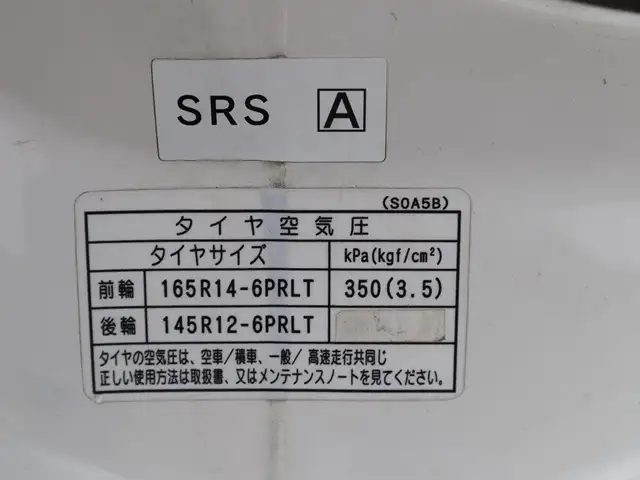 SRS A
(S0A5B)
タイヤ空気圧
タイヤサイズ kPa(kgf/cm²)
前輪 165R14-6PRLT 350(3.5)
後輪 145R12-6PRLT
タイヤの空気圧は、空車/積車、一般/高速走行共同じ
正しい使用方法は取扱書、又はメンテナンスノートを見てください。